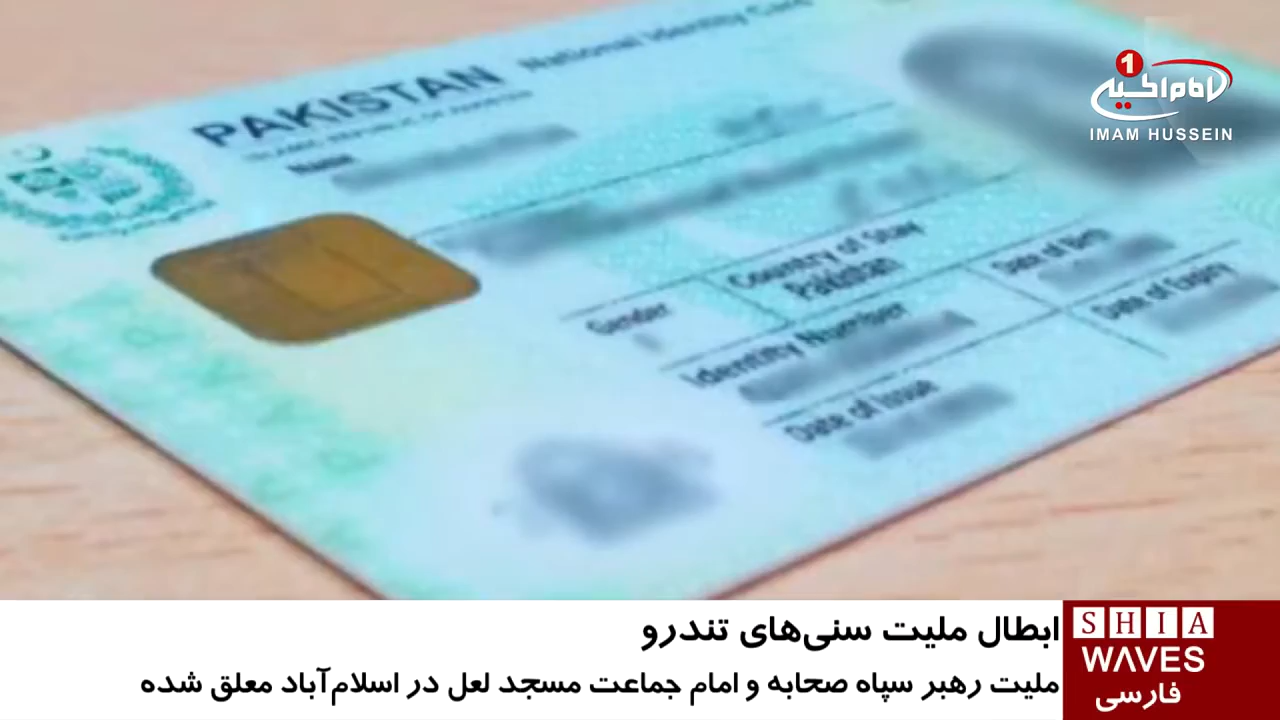 PAKISTAN
National Identity Card
Name
Gender
Country of Stay
Pakistan
Identity Number
Date of Birth
Date of Issue
Date of Expiry
1
IMAM HUSSEIN
ابطال ملیت سنی‌های تندرو
ملیت رهبر سپاه صحابه و امام جماعت مسجد لعل در اسلام‌آباد معلق شده
SHIA
WAVES
فارسی